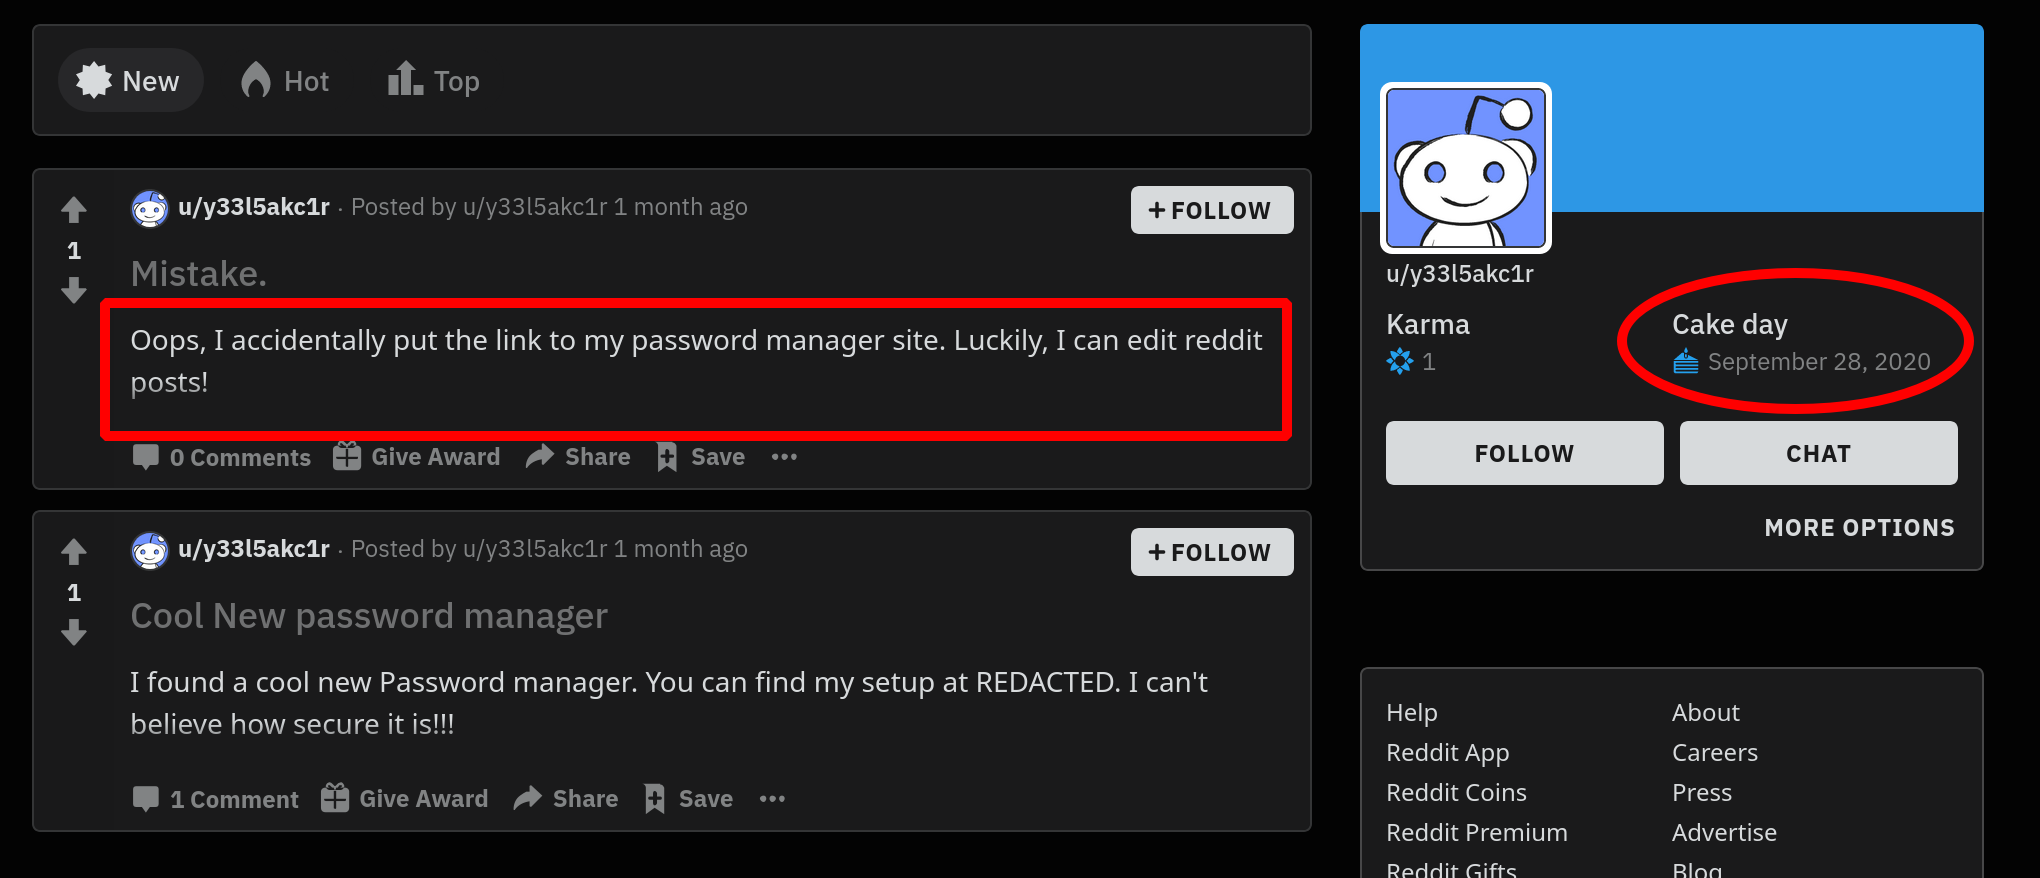 New Hot Top
u/y33l5akc1r · Posted by u/y33l5akc1r 1 month ago
+ FOLLOW
1
Mistake.
Oops, I accidentally put the link to my password manager site. Luckily, I can edit reddit
posts!
0 Comments Give Award Share Save ···
u/y33l5akc1r · Posted by u/y33l5akc1r 1 month ago
+ FOLLOW
1
Cool New password manager
I found a cool new Password manager. You can find my setup at REDACTED. I can't
believe how secure it is!!!
1 Comment Give Award Share Save ···
u/y33l5akc1r
Karma Cake day
1 September 28, 2020
FOLLOW CHAT
MORE OPTIONS
Help About
Reddit App Careers
Reddit Coins Press
Reddit Premium Advertise
Reddit Gifts Blog